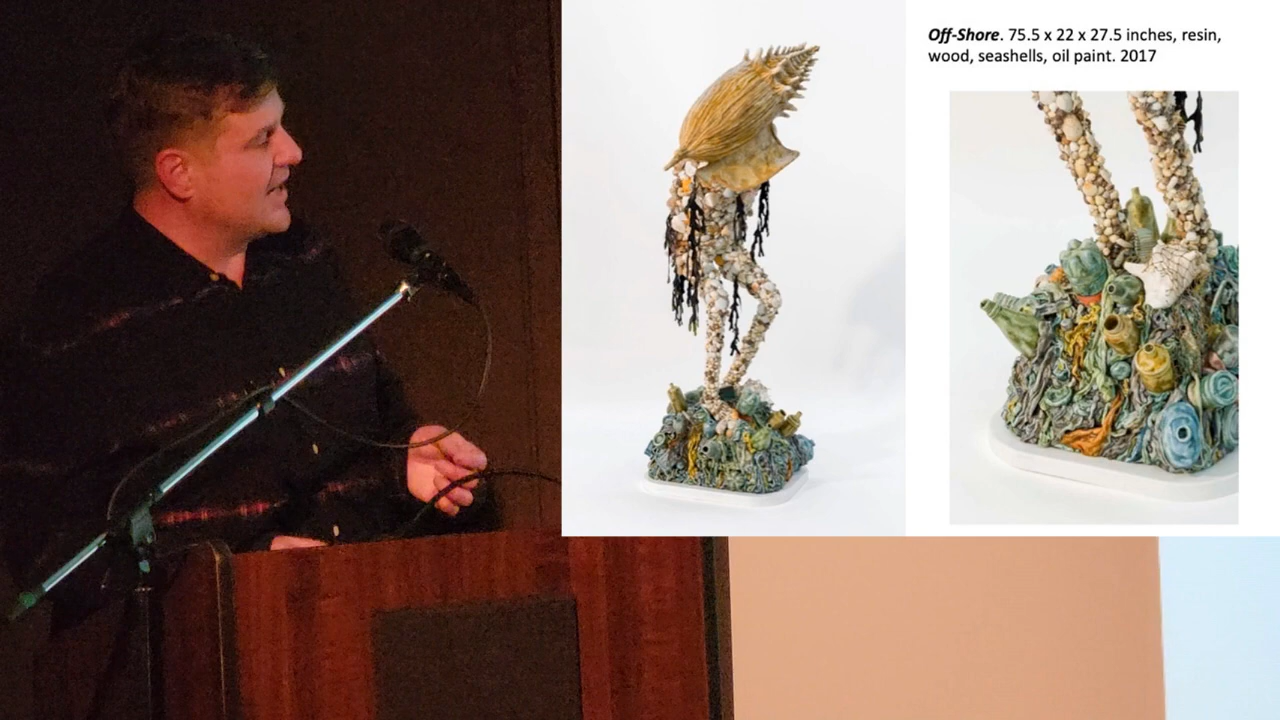 Off-Shore. 75.5 x 22 x 27.5 inches, resin,
wood, seashells, oil paint. 2017